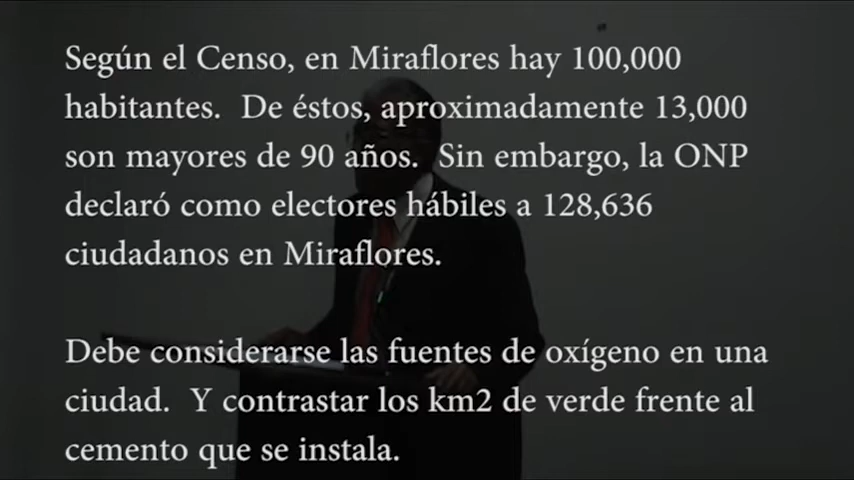 Según el Censo, en Miraflores hay 100,000
habitantes.  De éstos, aproximadamente 13,000
son mayores de 90 años.  Sin embargo, la ONP
declaró como electores hábiles a 128,636
ciudadanos en Miraflores.
Debe considerarse las fuentes de oxígeno en una
ciudad.  Y contrastar los km2 de verde frente al
cemento que se instala.